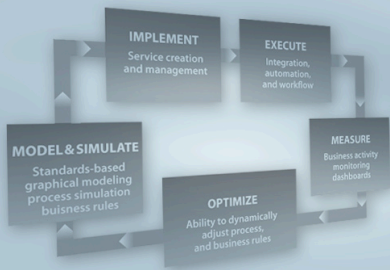 IMPLEMENT
Service creation
and management
EXECUTE
Integration,
automation,
and workflow
MEASURE
Business activity
monitoring
dashboards
OPTIMIZE
Ability to dynamically
adjust process,
and business rules
MODEL & SIMULATE
Standards-based
graphical modeling
process simulation
buisness rules